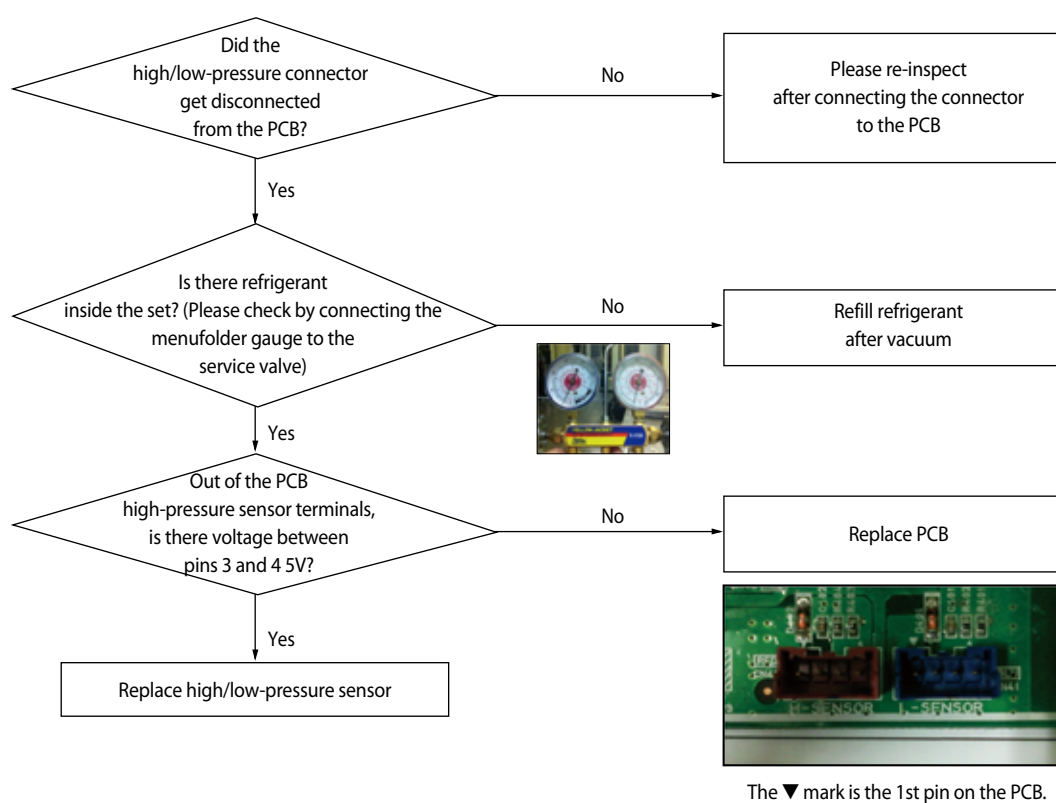 Did the
high/low-pressure connector
get disconnected
from the PCB?
No
Please re-inspect
after connecting the connector
to the PCB
Yes
Is there refrigerant
inside the set? (Please check by connecting the
menufolder gauge to the
service valve)
No
Refill refrigerant
after vacuum
Yes
Out of the PCB
high-pressure sensor terminals,
is there voltage between
pins 3 and 4 5V?
No
Replace PCB
Yes
Replace high/low-pressure sensor
H-SENSOR L-SENSOR
The ▼ mark is the 1st pin on the PCB.